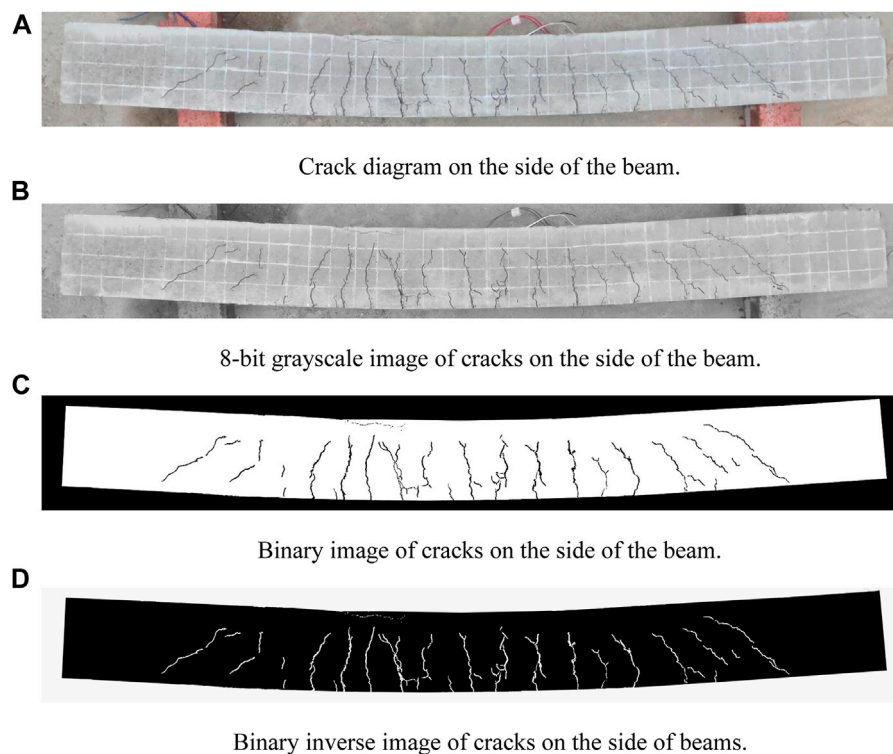 A
Crack diagram on the side of the beam.
B
8-bit grayscale image of cracks on the side of the beam.
C
Binary image of cracks on the side of the beam.
D
Binary inverse image of cracks on the side of beams.